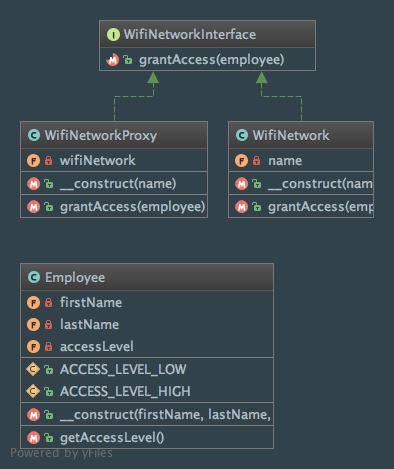 I WifiNetworkInterface
M grantAccess(employee)
C WifiNetworkProxy
F wifiNetwork
M __construct(name)
M grantAccess(employee)
C WifiNetwork
F name
M __construct(nam
M grantAccess(emp
C Employee
F firstName
F lastName
F accessLevel
C ACCESS_LEVEL_LOW
C ACCESS_LEVEL_HIGH
M __construct(firstName, lastName,
M getAccessLevel()
Powered by yFiles